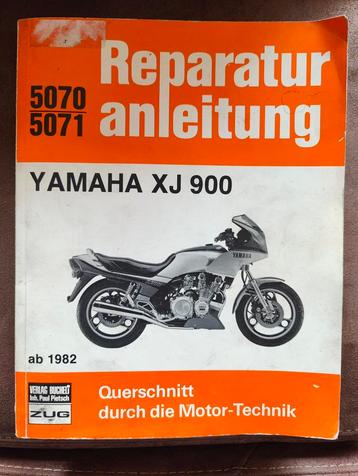 Reparatur
anleitung
5070
5071
YAMAHA XJ 900
YAMAHA
ab 1982
VERLAG BUCHELI
Inh. Paul Pietsch
ZUG
Querschnitt
durch die Motor-Technik